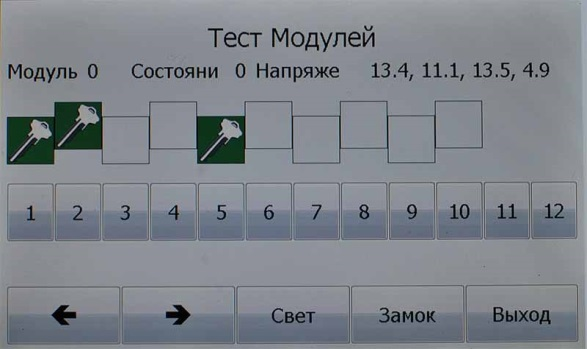 Тест Модулей
Модуль 0 Состояни 0 Напряже 13.4, 11.1, 13.5, 4.9
1 2 3 4 5 6 7 8 9 10 11 12
Свет Замок Выход